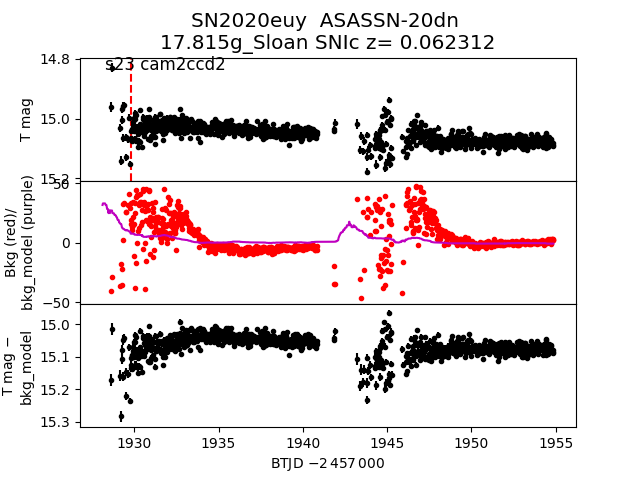 SN2020euy  ASASSN-20dn
17.815g_Sloan SNIc z= 0.062312
s23 cam2ccd2
T mag
14.8
15.0
15.2
Bkg (red)/
bkg_model (purple)
50
0
−50
T mag −
bkg_model
15.0
15.1
15.2
15.3
1930 1935 1940 1945 1950 1955
BTJD −2 457 000